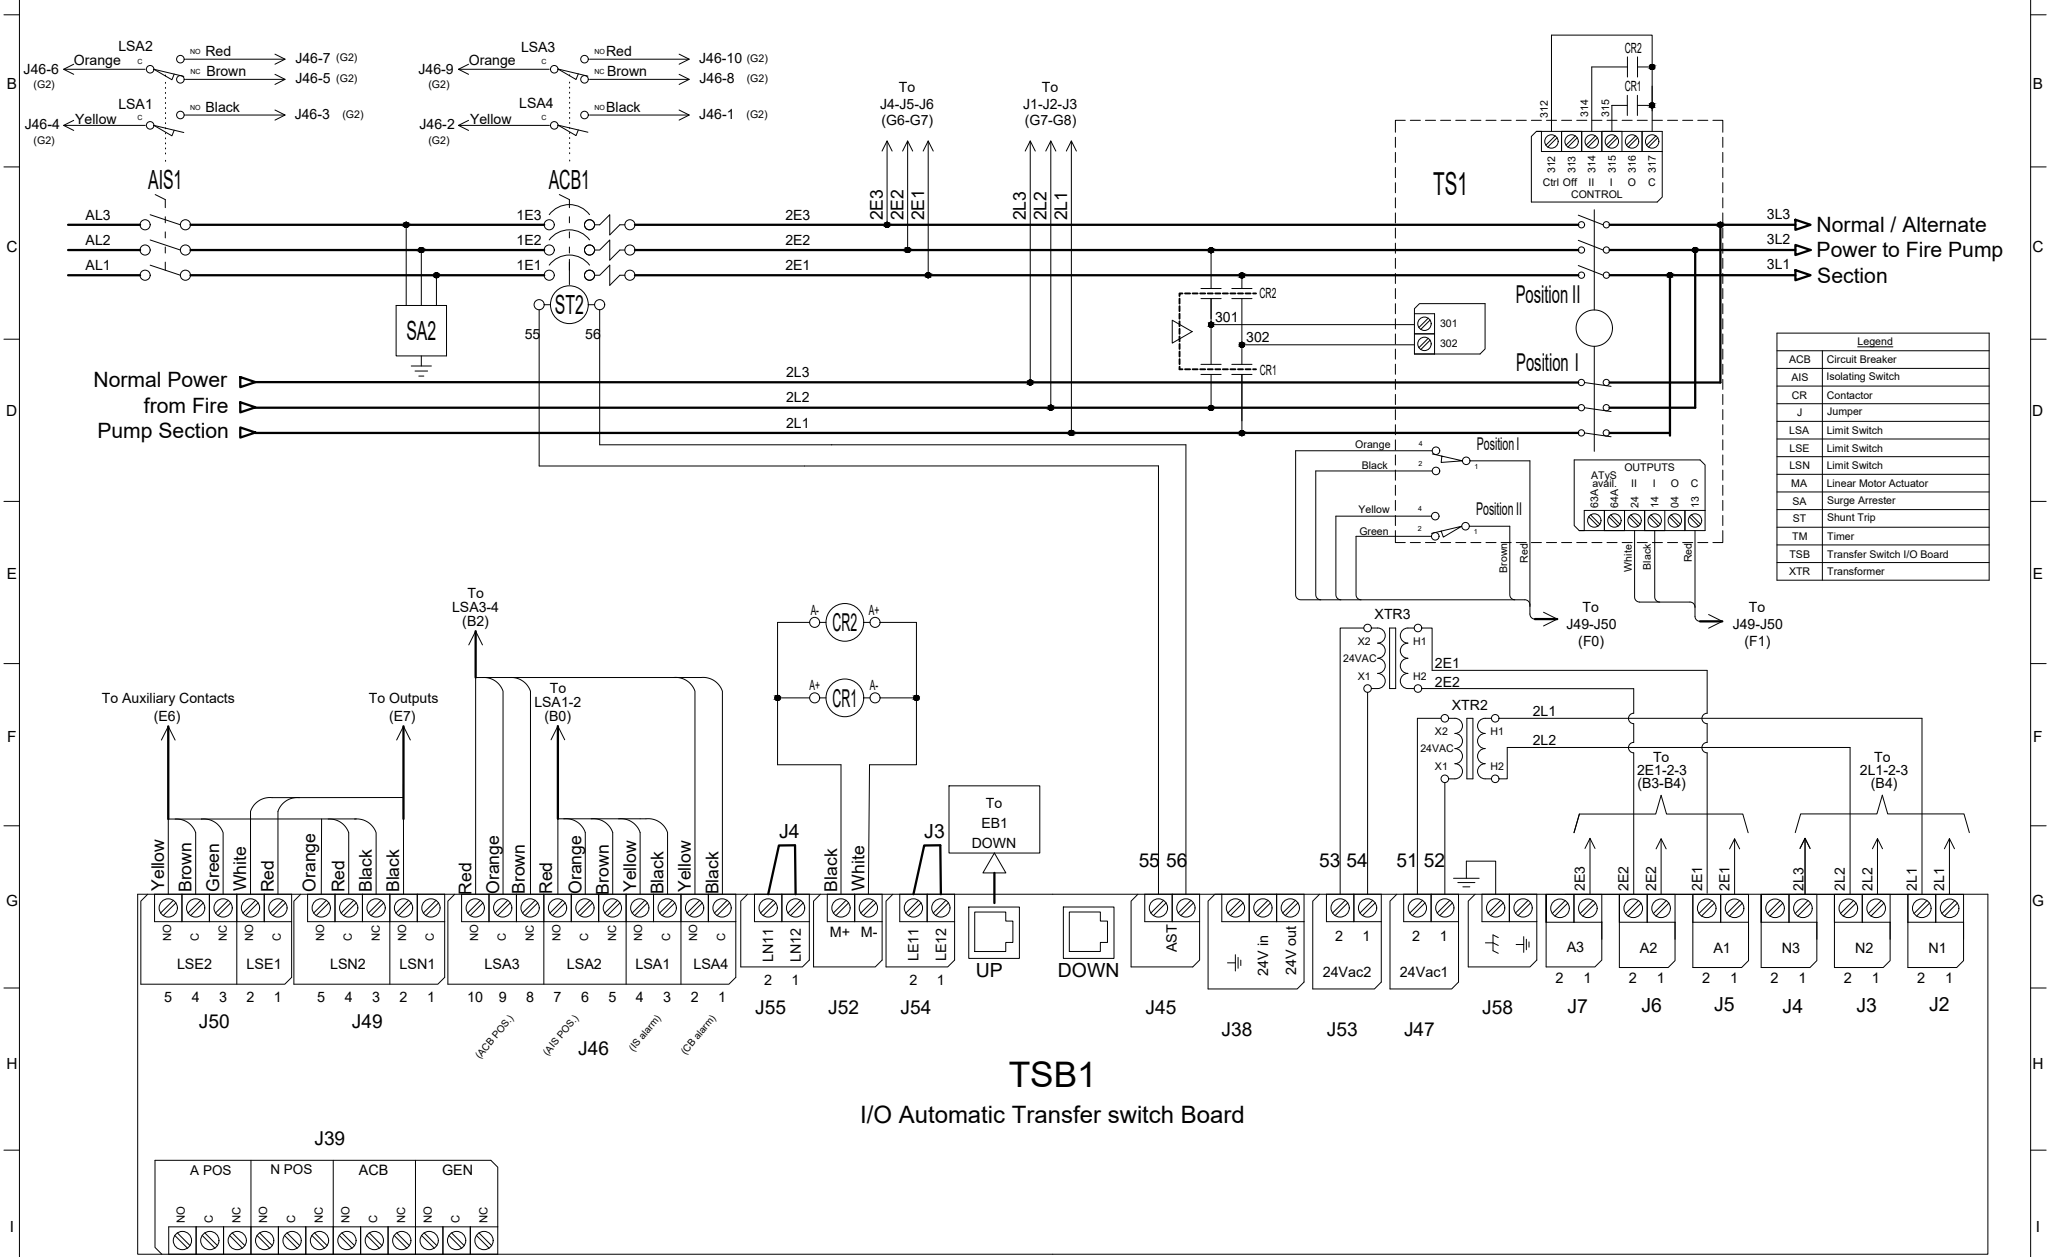 B
LSA2
NO Red
J46-7 (G2)
J46-6
(G2)
Orange
C
NC Brown
J46-5 (G2)
LSA1
NO Black
J46-3 (G2)
J46-4
(G2)
Yellow
C
LSA3
NO Red
J46-10 (G2)
J46-9
(G2)
Orange
C
NC Brown
J46-8 (G2)
LSA4
NO Black
J46-1 (G2)
J46-2
(G2)
Yellow
C
To
J4-J5-J6
(G6-G7)
To
J1-J2-J3
(G7-G8)
CR2
CR1
312
314
315
B
312 313 314 315 316 317
Ctrl Off II I O C
CONTROL
TS1
AIS1
ACB1
2E3
2E2
2E1
2L3
2L2
2L1
C
AL3
AL2
AL1
1E3
1E2
1E1
2E3
2E2
2E1
3L3
3L2
3L1
Normal / Alternate
Power to Fire Pump
Section
C
ST2
SA2
55
56
CR2
301
302
CR1
301
302
Position II
Position I
Legend
ACB Circuit Breaker
AIS Isolating Switch
CR Contactor
J Jumper
LSA Limit Switch
LSE Limit Switch
LSN Limit Switch
MA Linear Motor Actuator
SA Surge Arrester
ST Shunt Trip
TM Timer
TSB Transfer Switch I/O Board
XTR Transformer
D
Normal Power
from Fire
Pump Section
2L3
2L2
2L1
D
Orange 4
Black 2
1
Position I
Yellow 4
Green 2
1
Position II
Brown
Red
OUTPUTS
ATyS
avail.
II I O C
63A 64A 24 14 04 13
White
Black
Red
E
To
LSA3-4
(B2)
A- CR2 A+
A+ CR1 A-
To
J49-J50
(F0)
To
J49-J50
(F1)
E
XTR3
X2
24VAC
X1
H1
H2
2E1
2E2
XTR2
X2
24VAC
X1
H1
H2
2L1
2L2
F
To Auxiliary Contacts
(E6)
To Outputs
(E7)
To
LSA1-2
(B0)
To
2E1-2-3
(B3-B4)
To
2L1-2-3
(B4)
F
To
EB1
DOWN
G
Yellow
Brown
Green
White
Red
Orange
Red
Black
Black
Red
Orange
Brown
Red
Orange
Brown
Yellow
Black
Yellow
Black
J4
Black
White
J3
55 56
53 54
51 52
2E3
2E2
2E2
2E1
2E1
2L3
2L2
2L2
2L1
2L1
G
NO C NC
LSE2
LSE1
5 4 3 2 1
J50
NO C NC NO C
LSN2
LSN1
5 4 3 2 1
J49
NO C NC NO C NC NO C NO C
LSA3
LSA2
LSA1
LSA4
10 9 8 7 6 5 4 3 2 1
(ACB POS.)
(AIS POS.)
(IS alarm)
(CB alarm)
J46
LN11
LN12
2 1
J55
M+ M-
J52
LE11
LE12
2 1
J54
UP
DOWN
AST
J45
24V in
24V out
J38
2 1
24Vac2
J53
2 1
24Vac1
J47
J58
A3
2 1
J7
A2
2 1
J6
A1
2 1
J5
N3
2 1
J4
N2
2 1
J3
N1
2 1
J2
H
TSB1
I/O Automatic Transfer switch Board
H
J39
A POS
N POS
ACB
GEN
NO C NC NO C NC NO C NC NO C NC
I
I